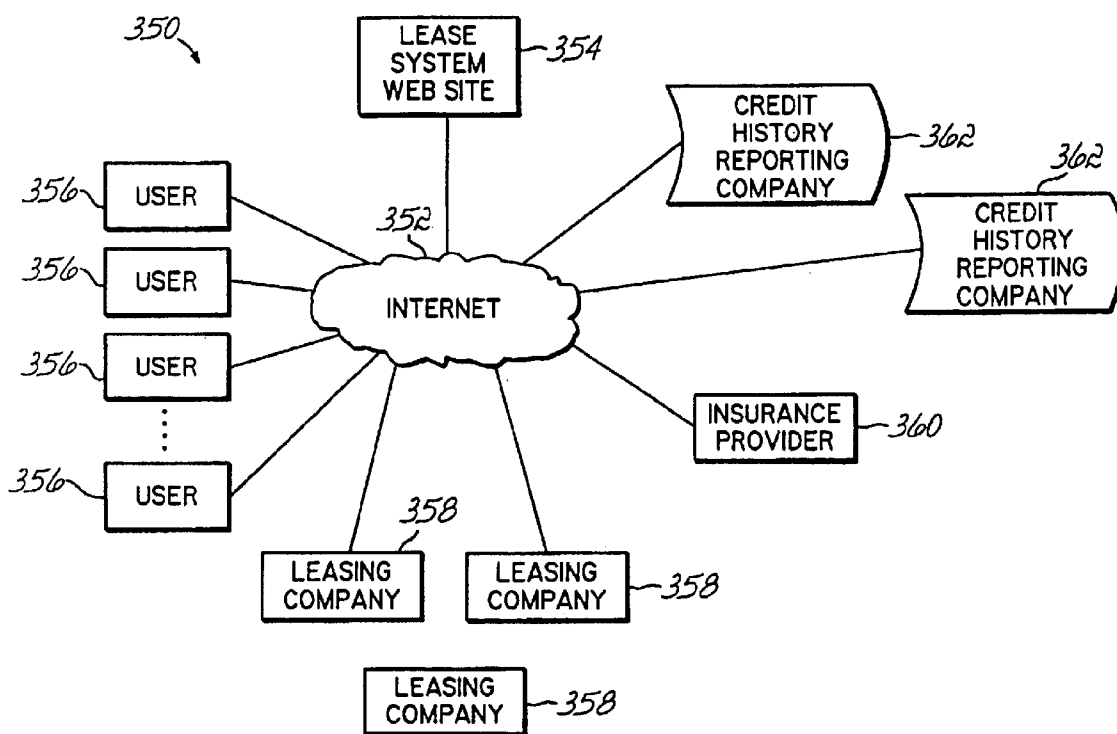 350
LEASE
SYSTEM
WEB SITE
354
CREDIT
HISTORY
REPORTING
COMPANY
362
362
CREDIT
HISTORY
REPORTING
COMPANY
356
USER
356
USER
356
USER
356
USER
352
INTERNET
INSURANCE
PROVIDER
360
358
LEASING
COMPANY
LEASING
COMPANY
358
LEASING
COMPANY
358